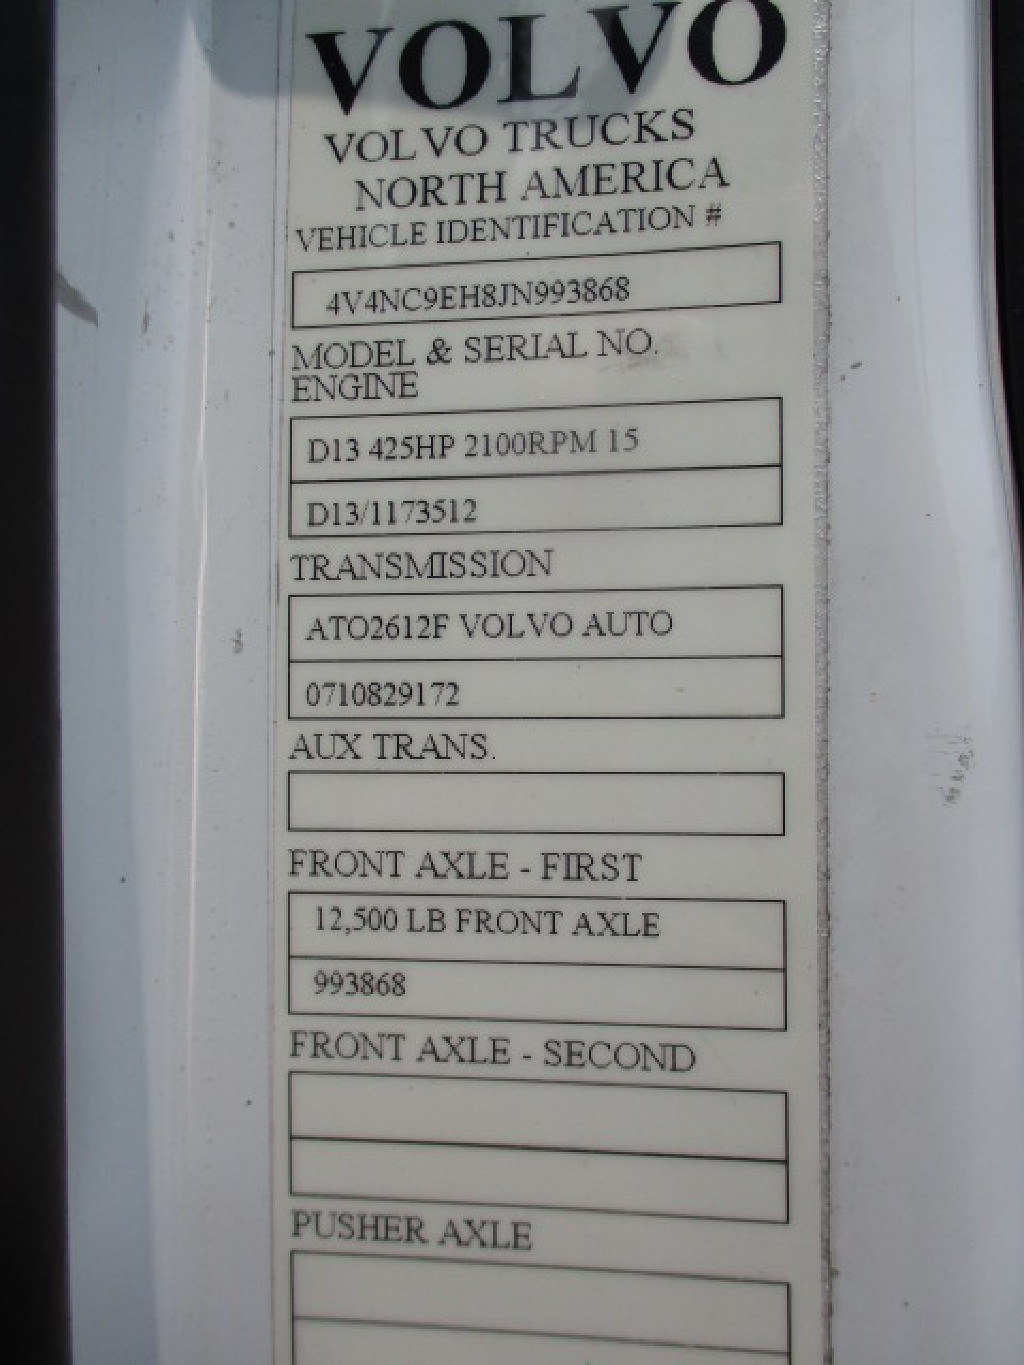 VOLVO
VOLVO TRUCKS
NORTH AMERICA
VEHICLE IDENTIFICATION #
4V4NC9EH8JN993868
MODEL & SERIAL NO.
ENGINE
D13 425HP 2100RPM 15
D13/1173512
TRANSMISSION
ATO2612F VOLVO AUTO
0710829172
AUX TRANS.
FRONT AXLE - FIRST
12,500 LB FRONT AXLE
993868
FRONT AXLE - SECOND
PUSHER AXLE